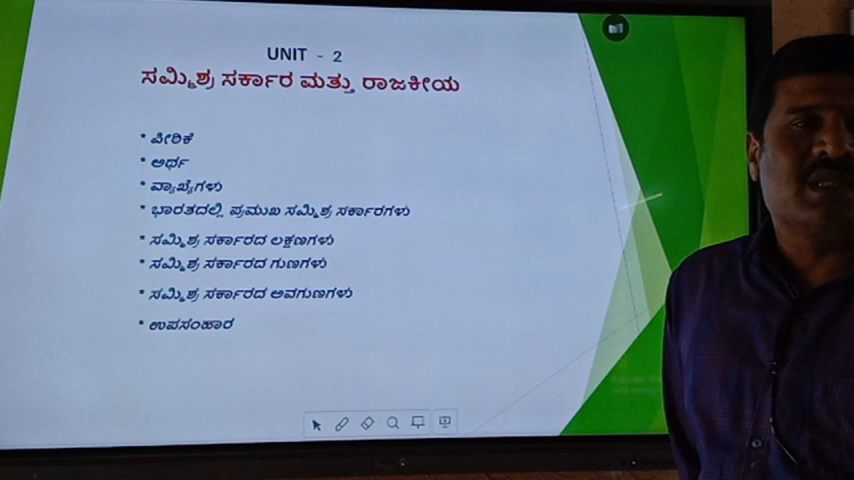 UNIT - 2
ಸಮ್ಮಿಶ್ರ ಸರ್ಕಾರ ಮತ್ತು ರಾಜಕೀಯ
* ಪೀಠಿಕೆ
* ಅರ್ಥ
* ವ್ಯಾಖ್ಯೆಗಳು
* ಭಾರತದಲ್ಲಿ ಪ್ರಮುಖ ಸಮ್ಮಿಶ್ರ ಸರ್ಕಾರಗಳು
* ಸಮ್ಮಿಶ್ರ ಸರ್ಕಾರದ ಲಕ್ಷಣಗಳು
* ಸಮ್ಮಿಶ್ರ ಸರ್ಕಾರದ ಗುಣಗಳು
* ಸಮ್ಮಿಶ್ರ ಸರ್ಕಾರದ ಅವಗುಣಗಳು
* ಉಪಸಂಹಾರ